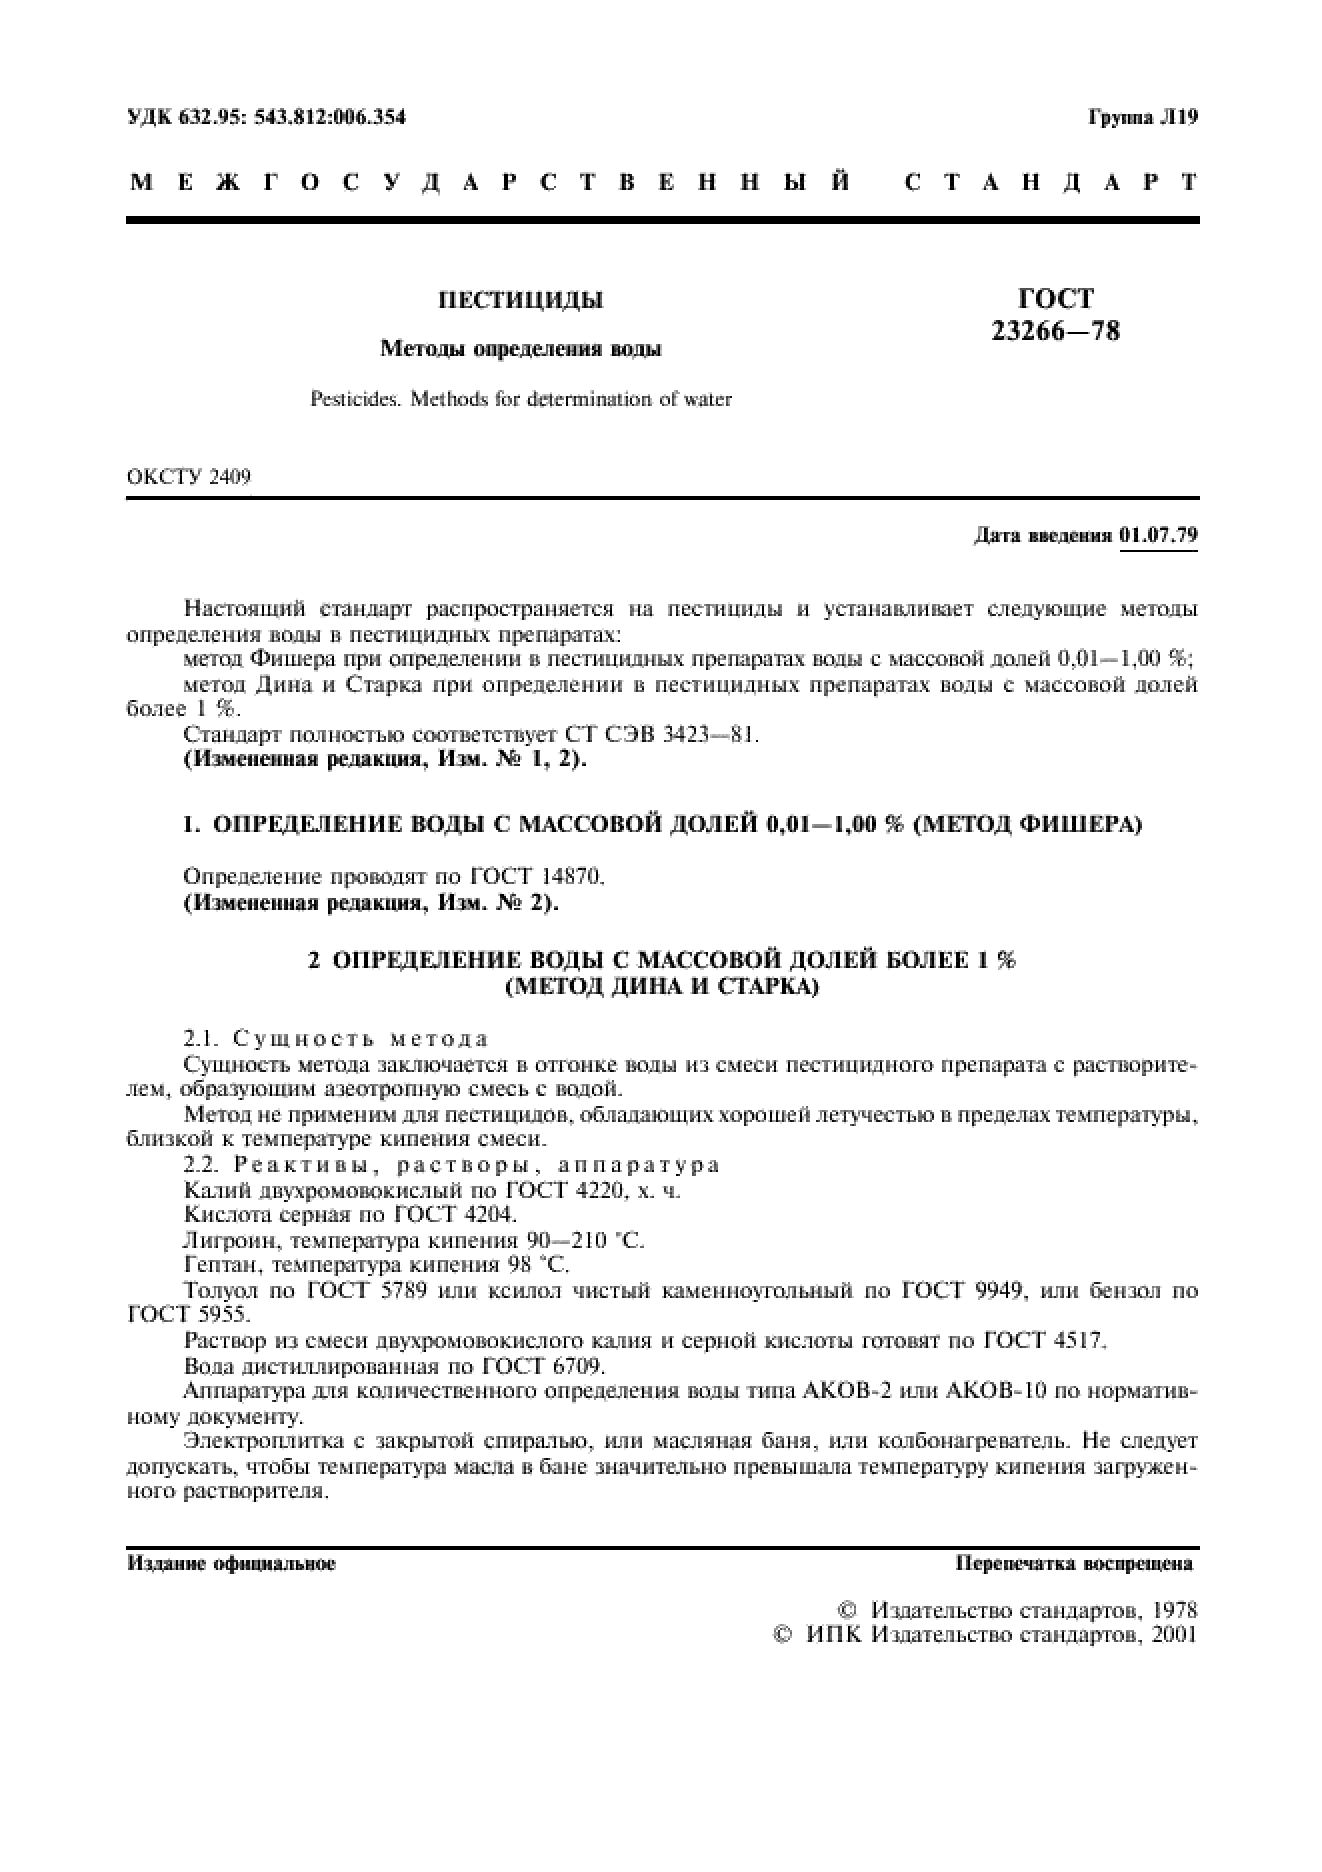 УДК 632.95: 543.812:006.354
Группа Л19
МЕЖГОСУДАРСТВЕННЫЙ СТАНДАРТ
ПЕСТИЦИДЫ
Методы определения воды
Pesticides. Methods for determination of water
ГОСТ
23266—78
ОКСТУ 2409
Дата введения 01.07.79
Настоящий стандарт распространяется на пестициды и устанавливает следующие методы
определения воды в пестицидных препаратах:
метод Фишера при определении в пестицидных препаратах воды с массовой долей 0,01—1,00 %;
метод Дина и Старка при определении в пестицидных препаратах воды с массовой долей
более 1 %.
Стандарт полностью соответствует СТ СЭВ 3423—81.
(Измененная редакция, Изм. № 1, 2).
1. ОПРЕДЕЛЕНИЕ ВОДЫ С МАССОВОЙ ДОЛЕЙ 0,01—1,00 % (МЕТОД ФИШЕРА)
Определение проводят по ГОСТ 14870.
(Измененная редакция, Изм. № 2).
2 ОПРЕДЕЛЕНИЕ ВОДЫ С МАССОВОЙ ДОЛЕЙ БОЛЕЕ 1 %
(МЕТОД ДИНА И СТАРКА)
2.1. Сущность метода
Сущность метода заключается в отгонке воды из смеси пестицидного препарата с растворите-
лем, образующим азеотропную смесь с водой.
Метод не применим для пестицидов, обладающих хорошей летучестью в пределах температуры,
близкой к температуре кипения смеси.
2.2. Реактивы, растворы, аппаратура
Калий двухромовокислый по ГОСТ 4220, х. ч.
Кислота серная по ГОСТ 4204.
Лигроин, температура кипения 90—210 °С.
Гептан, температура кипения 98 °С.
Толуол по ГОСТ 5789 или ксилол чистый каменноугольный по ГОСТ 9949, или бензол по
ГОСТ 5955.
Раствор из смеси двухромовокислого калия и серной кислоты готовят по ГОСТ 4517.
Вода дистиллированная по ГОСТ 6709.
Аппаратура для количественного определения воды типа АКОВ-2 или АКОВ-10 по норматив-
ному документу.
Электроплитка с закрытой спиралью, или масляная баня, или колбонагреватель. Не следует
допускать, чтобы температура масла в бане значительно превышала температуру кипения загружен-
ного растворителя.
Издание официальное
Перепечатка воспрещена
© Издательство стандартов, 1978
© ИПК Издательство стандартов, 2001